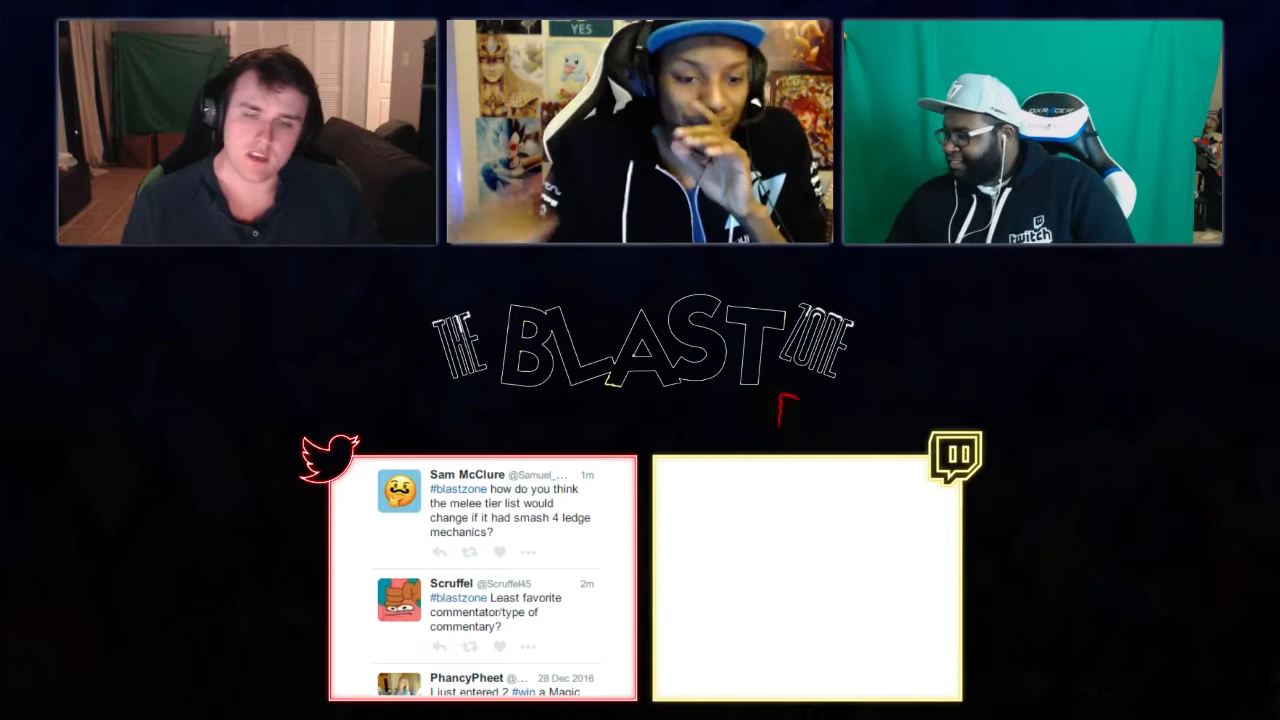 YES
DXRACER
twitch
THE BLAST ZONE
Sam McClure @Samuel_... 1m
#blastzone how do you think
the melee tier list would
change if it had smash 4 ledge
mechanics?
Scruffel @Scruffel45 2m
#blastzone Least favorite
commentator/type of
commentary?
PhancyPheet @... 28 Dec 2016
I just entered 2 #win a Magic